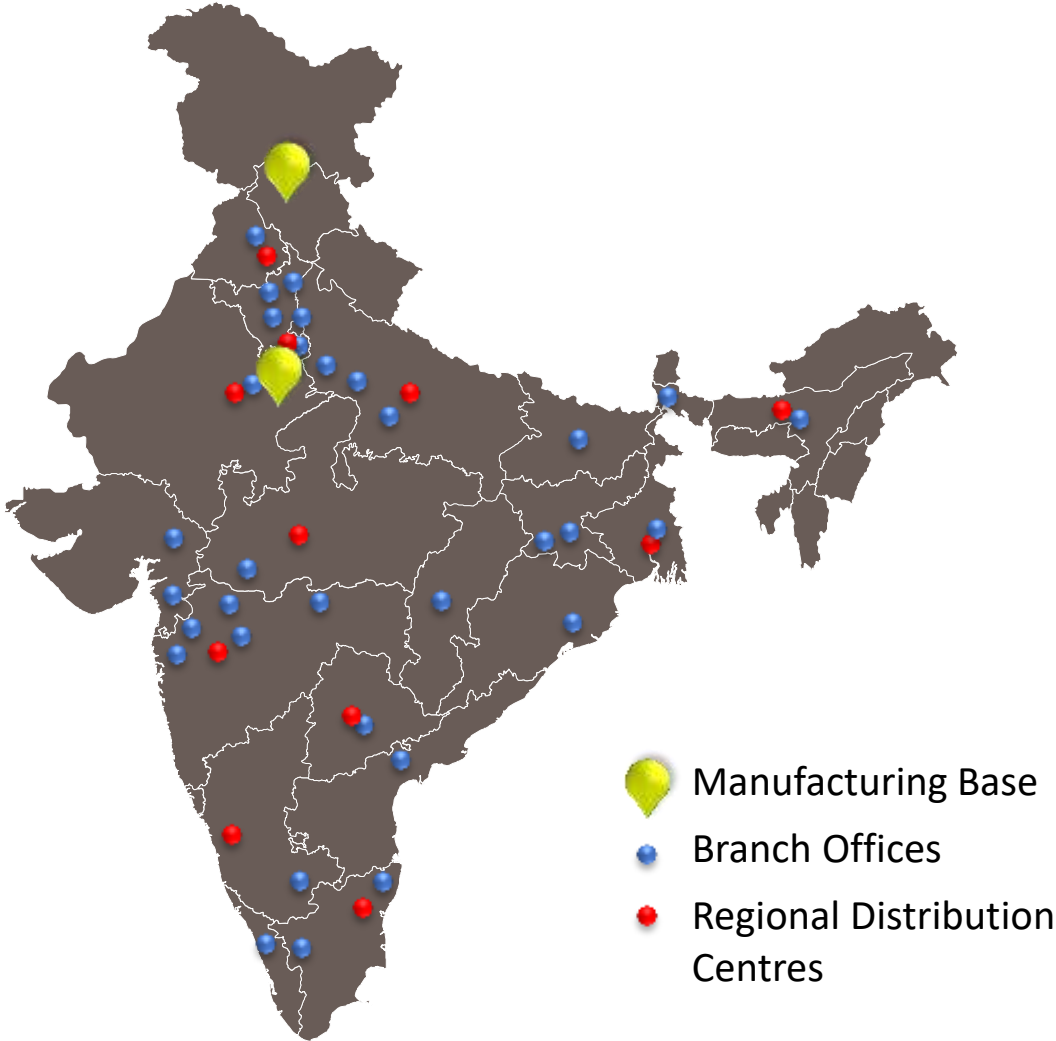 Manufacturing Base
Branch Offices
Regional Distribution
Centres